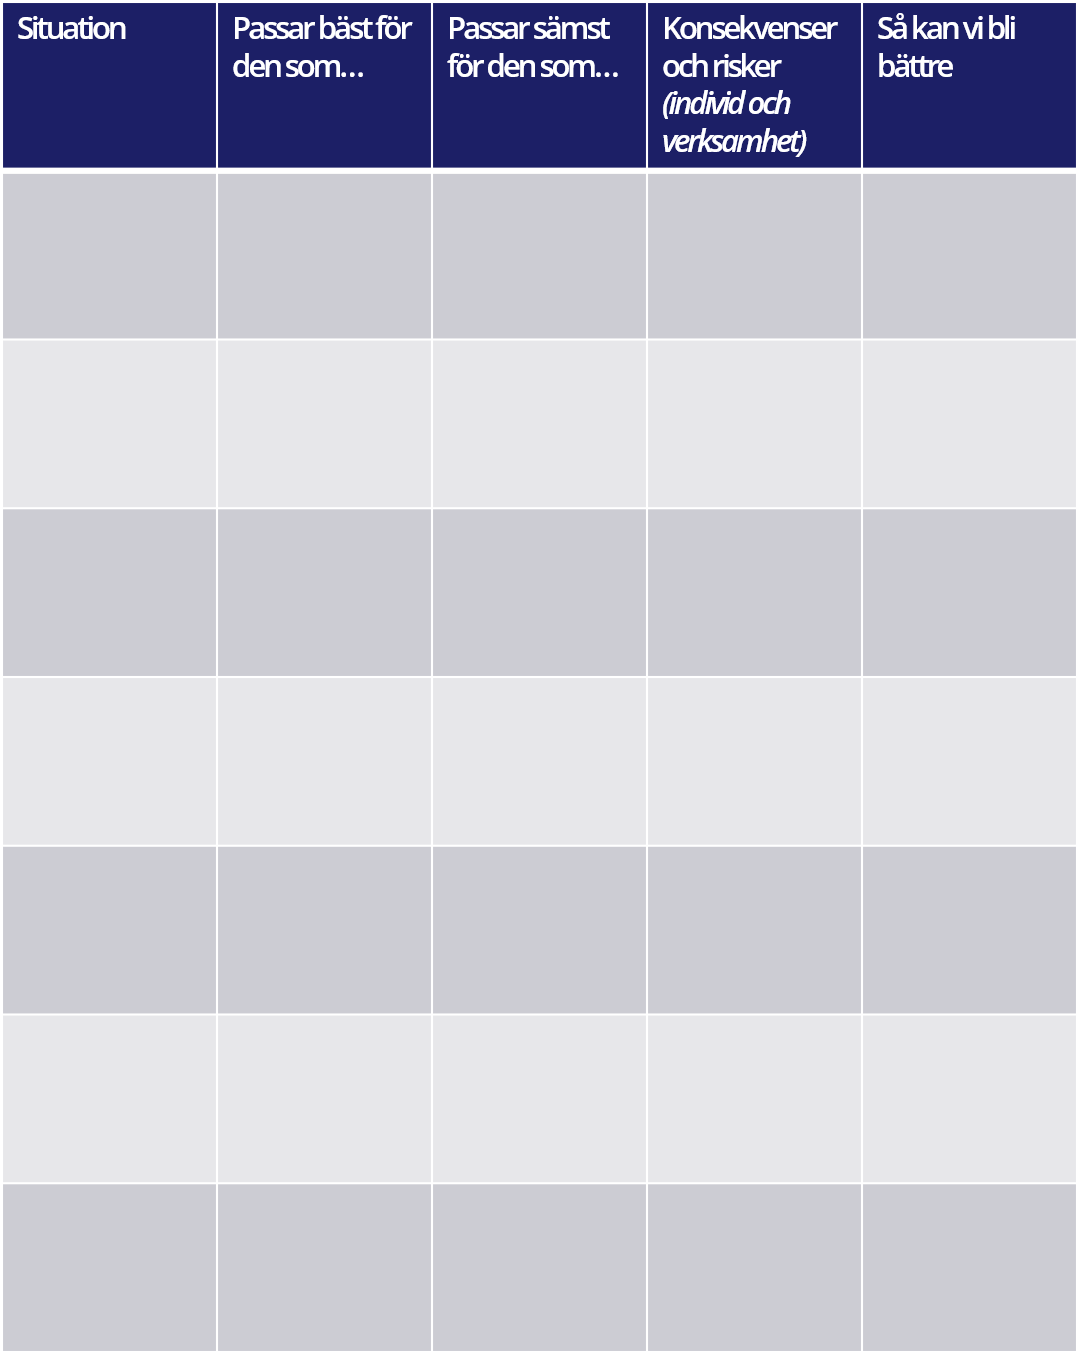 Situation
Passar bäst för
den som...
Passar sämst
för den som...
Konsekvenser
och risker
(individ och
verksamhet)
Så kan vi bli
bättre